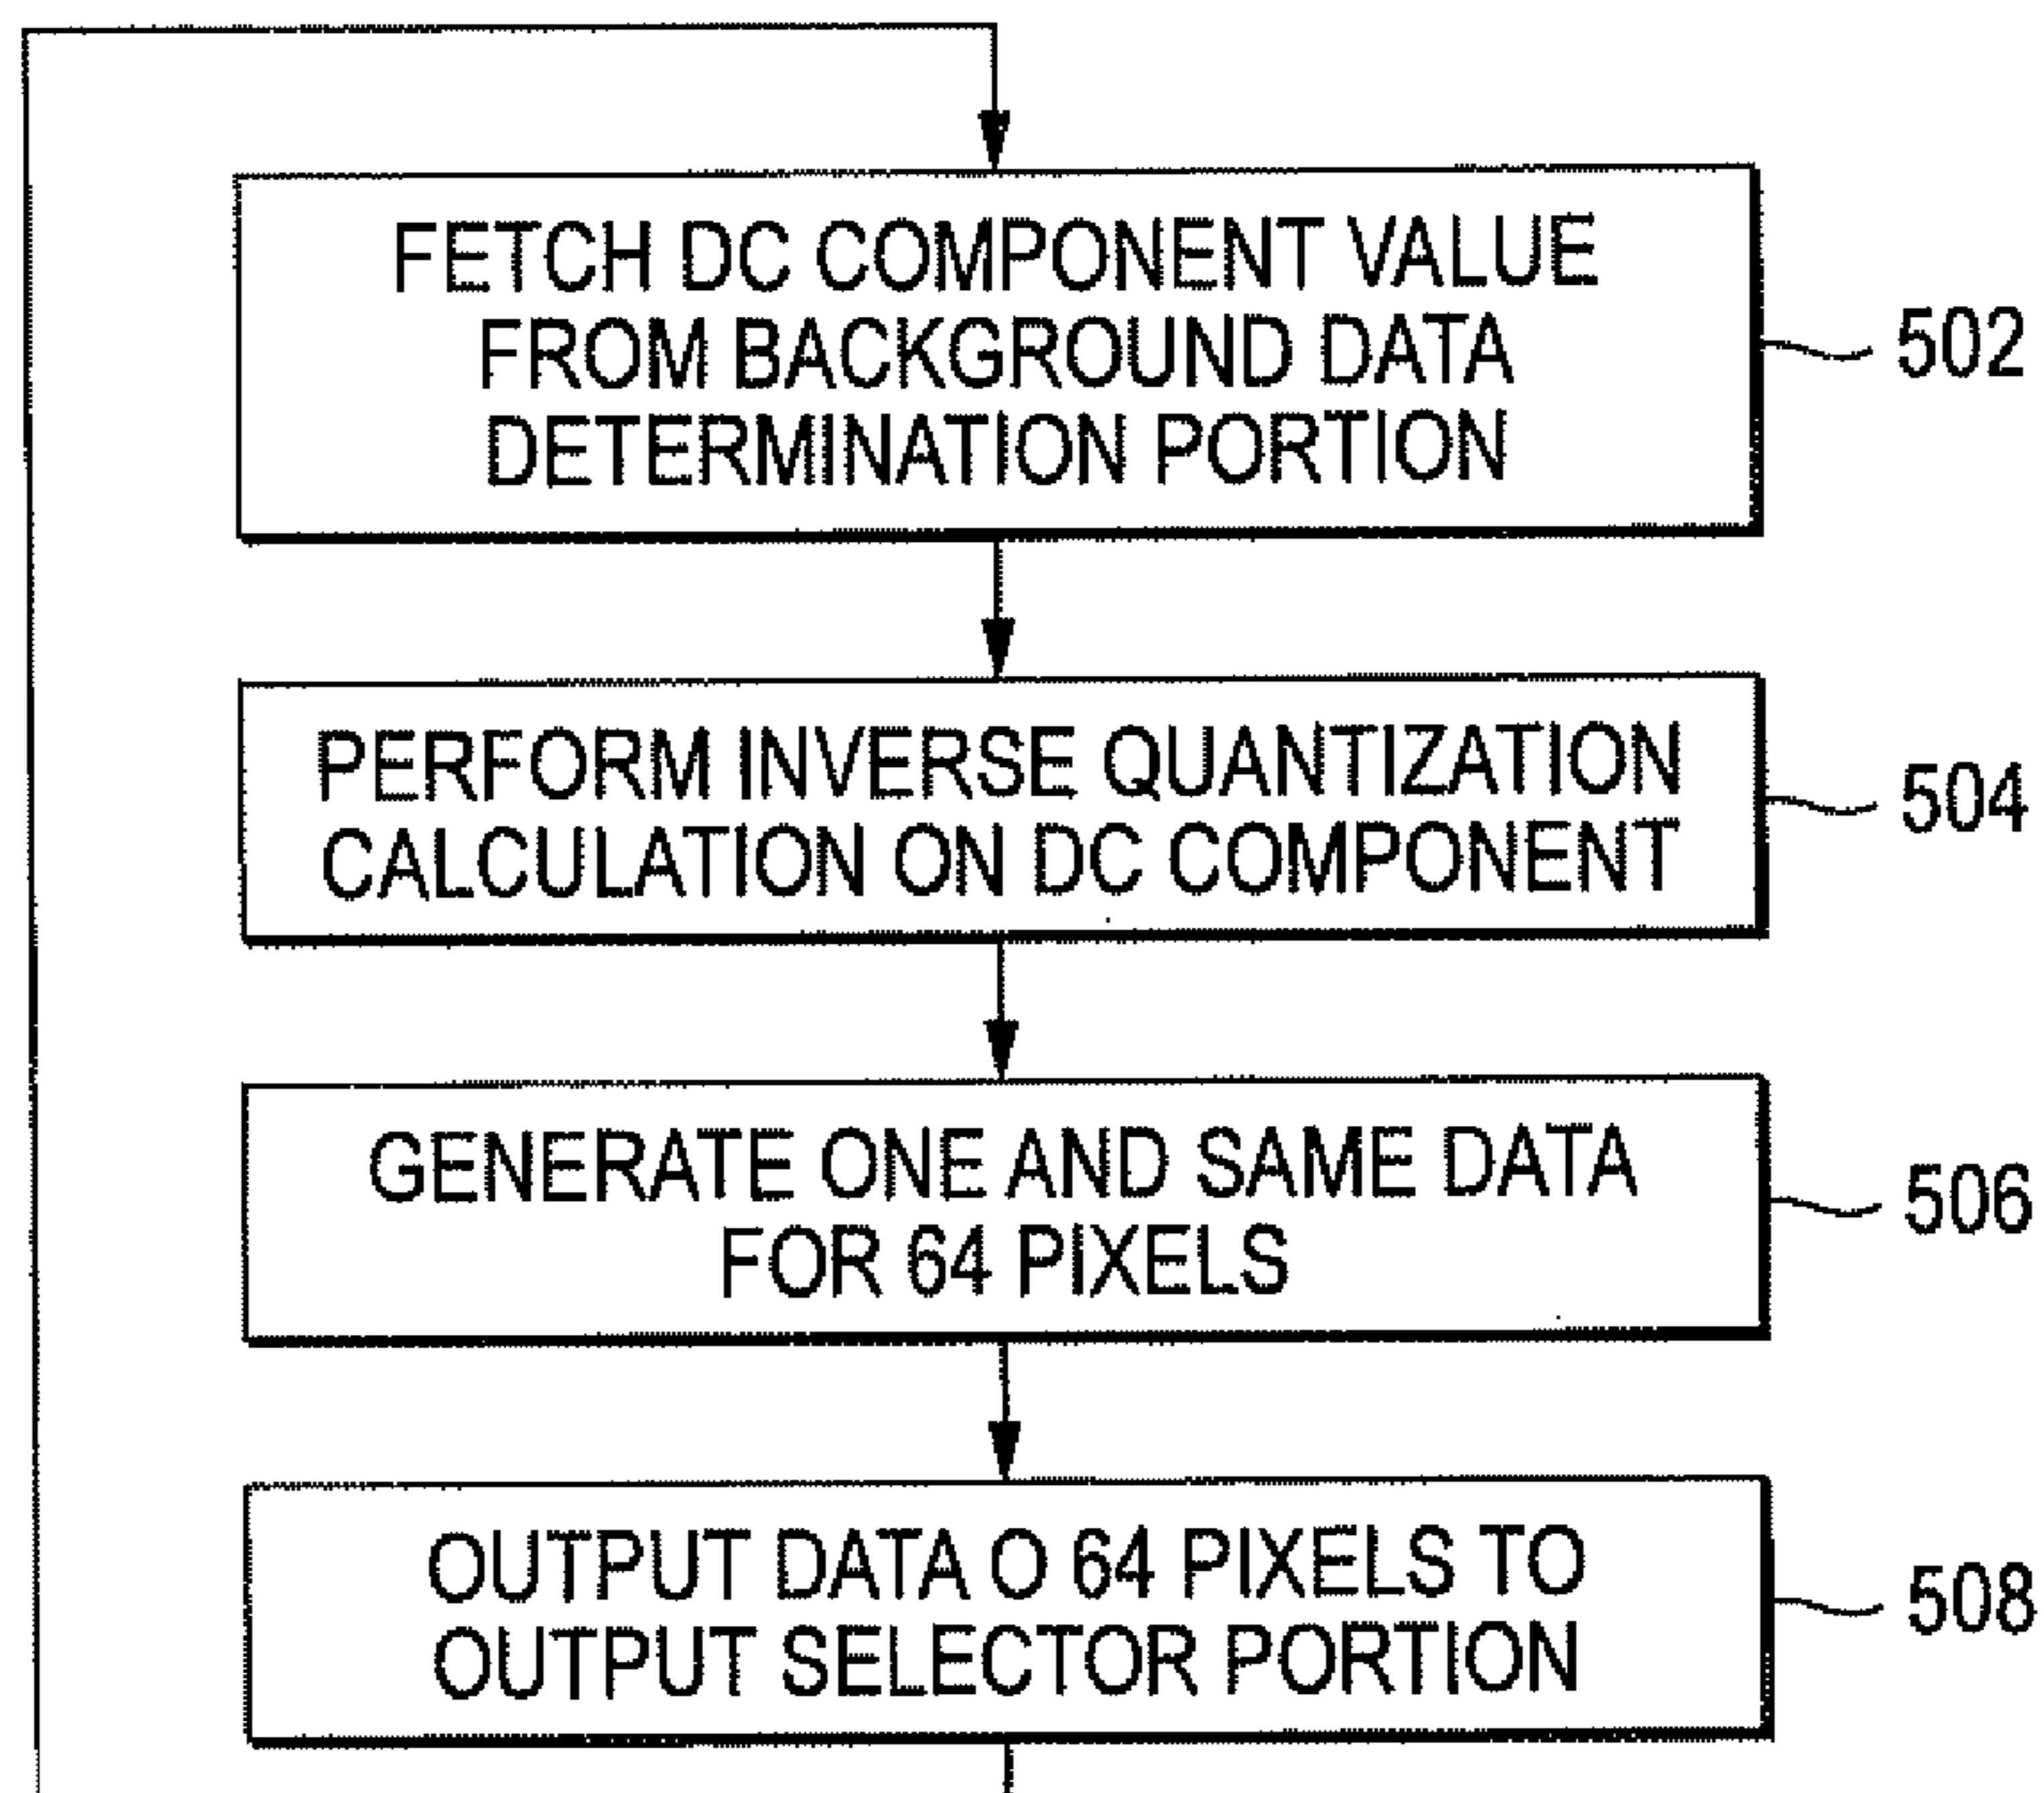 FETCH DC COMPONENT VALUE
FROM BACKGROUND DATA
DETERMINATION PORTION
502
PERFORM INVERSE QUANTIZATION
CALCULATION ON DC COMPONENT
504
GENERATE ONE AND SAME DATA
FOR 64 PIXELS
506
OUTPUT DATA O 64 PIXELS TO
OUTPUT SELECTOR PORTION
508